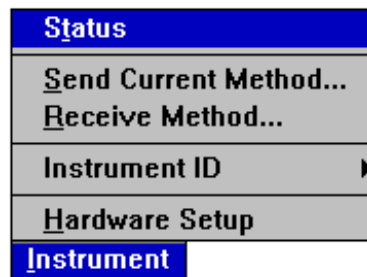 Status
Send Current Method...
Receive Method...
Instrument ID
Hardware Setup
Instrument